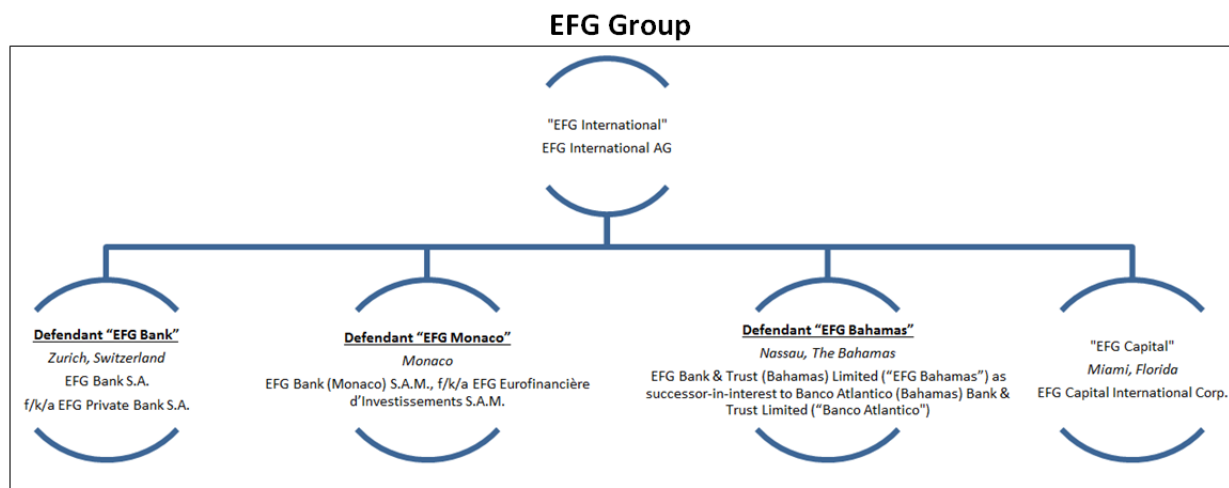 EFG Group
"EFG International"
EFG International AG
Defendant “EFG Bank”
Zurich, Switzerland
EFG Bank S.A.
f/k/a EFG Private Bank S.A.
Defendant “EFG Monaco”
Monaco
EFG Bank (Monaco) S.A.M., f/k/a EFG Eurofinancière
d’Investissements S.A.M.
Defendant “EFG Bahamas”
Nassau, The Bahamas
EFG Bank & Trust (Bahamas) Limited (“EFG Bahamas”) as
successor-in-interest to Banco Atlantico (Bahamas) Bank &
Trust Limited (“Banco Atlantico")
"EFG Capital"
Miami, Florida
EFG Capital International Corp.